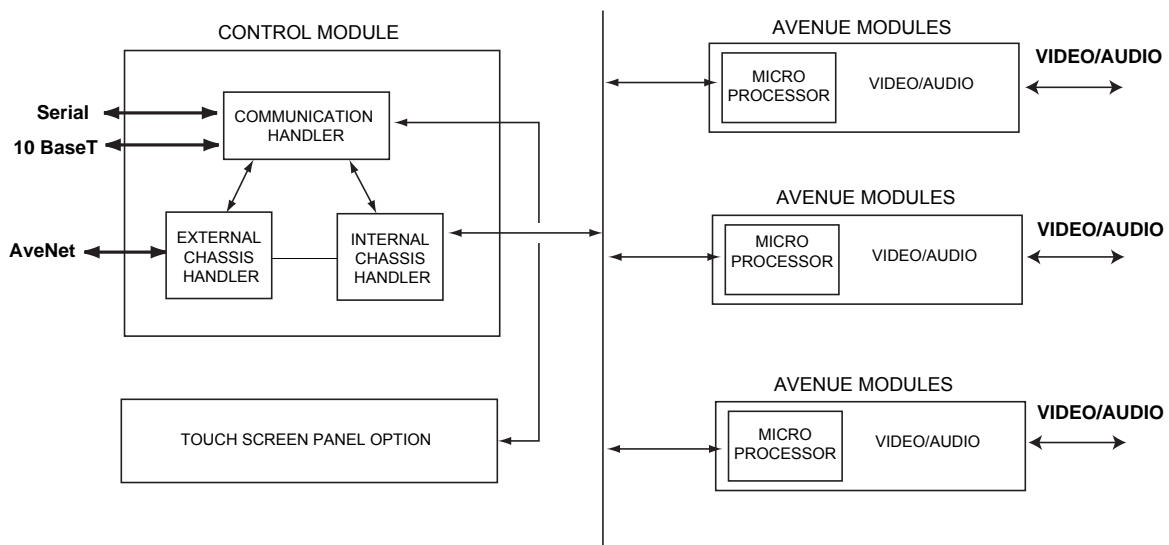 CONTROL MODULE
Serial
10 BaseT
AveNet
COMMUNICATION
HANDLER
EXTERNAL
CHASSIS
HANDLER
INTERNAL
CHASSIS
HANDLER
TOUCH SCREEN PANEL OPTION
AVENUE MODULES
MICRO
PROCESSOR
VIDEO/AUDIO
VIDEO/AUDIO
AVENUE MODULES
MICRO
PROCESSOR
VIDEO/AUDIO
VIDEO/AUDIO
AVENUE MODULES
MICRO
PROCESSOR
VIDEO/AUDIO
VIDEO/AUDIO